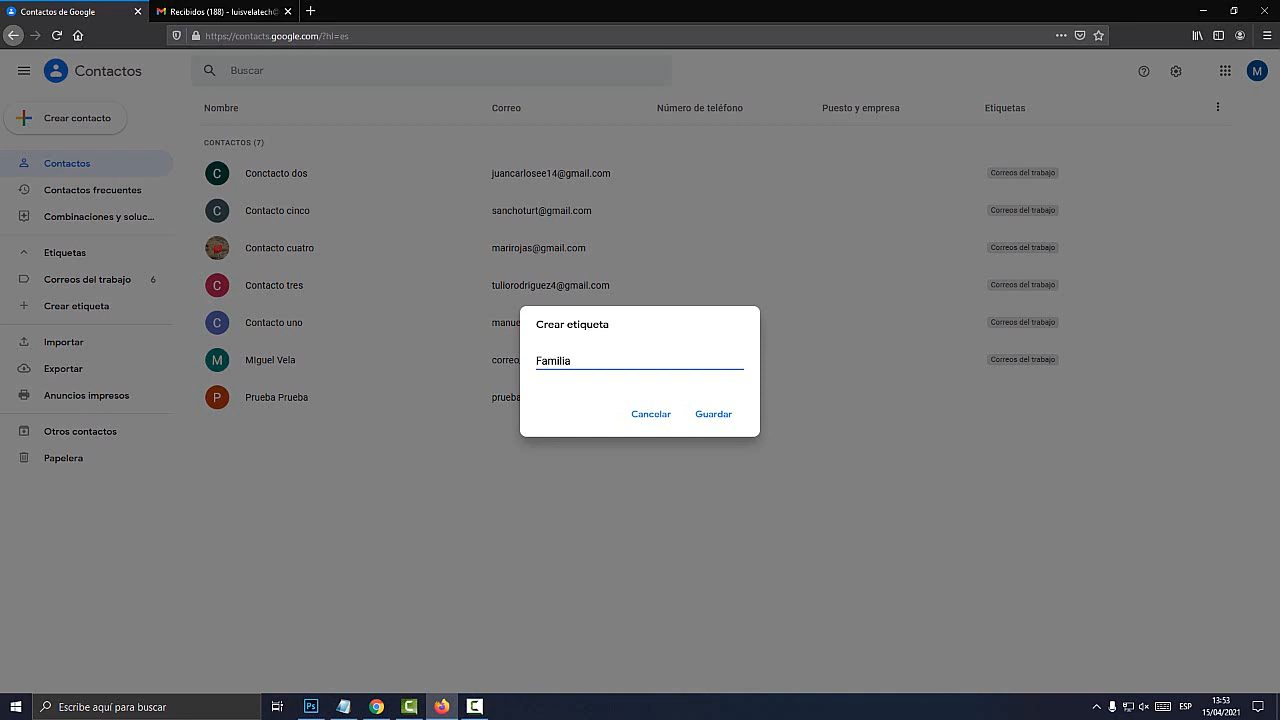 Contactos de Google
Recibidos (188) - luisvelatech@
https://contacts.google.com/?hl=es
Contactos
Buscar
M
Crear contacto
Contactos
Contactos frecuentes
Combinaciones y soluc...
Etiquetas
Correos del trabajo 6
Crear etiqueta
Importar
Exportar
Anuncios impresos
Otros contactos
Papelera
Nombre Correo Número de teléfono Puesto y empresa Etiquetas
CONTACTOS (7)
C Conctacto dos juancarlosee14@gmail.com Correos del trabajo
C Contacto cinco sanchoturt@gmail.com Correos del trabajo
Contacto cuatro marirojas@gmail.com Correos del trabajo
C Contacto tres tuliorodriguez4@gmail.com Correos del trabajo
C Contacto uno manue Correos del trabajo
M MIguel Vela correo Correos del trabajo
P Prueba Prueba prueba
Crear etiqueta
Familia
Cancelar Guardar
Escribe aquí para buscar
Ps
ESP
13:53
15/04/2021